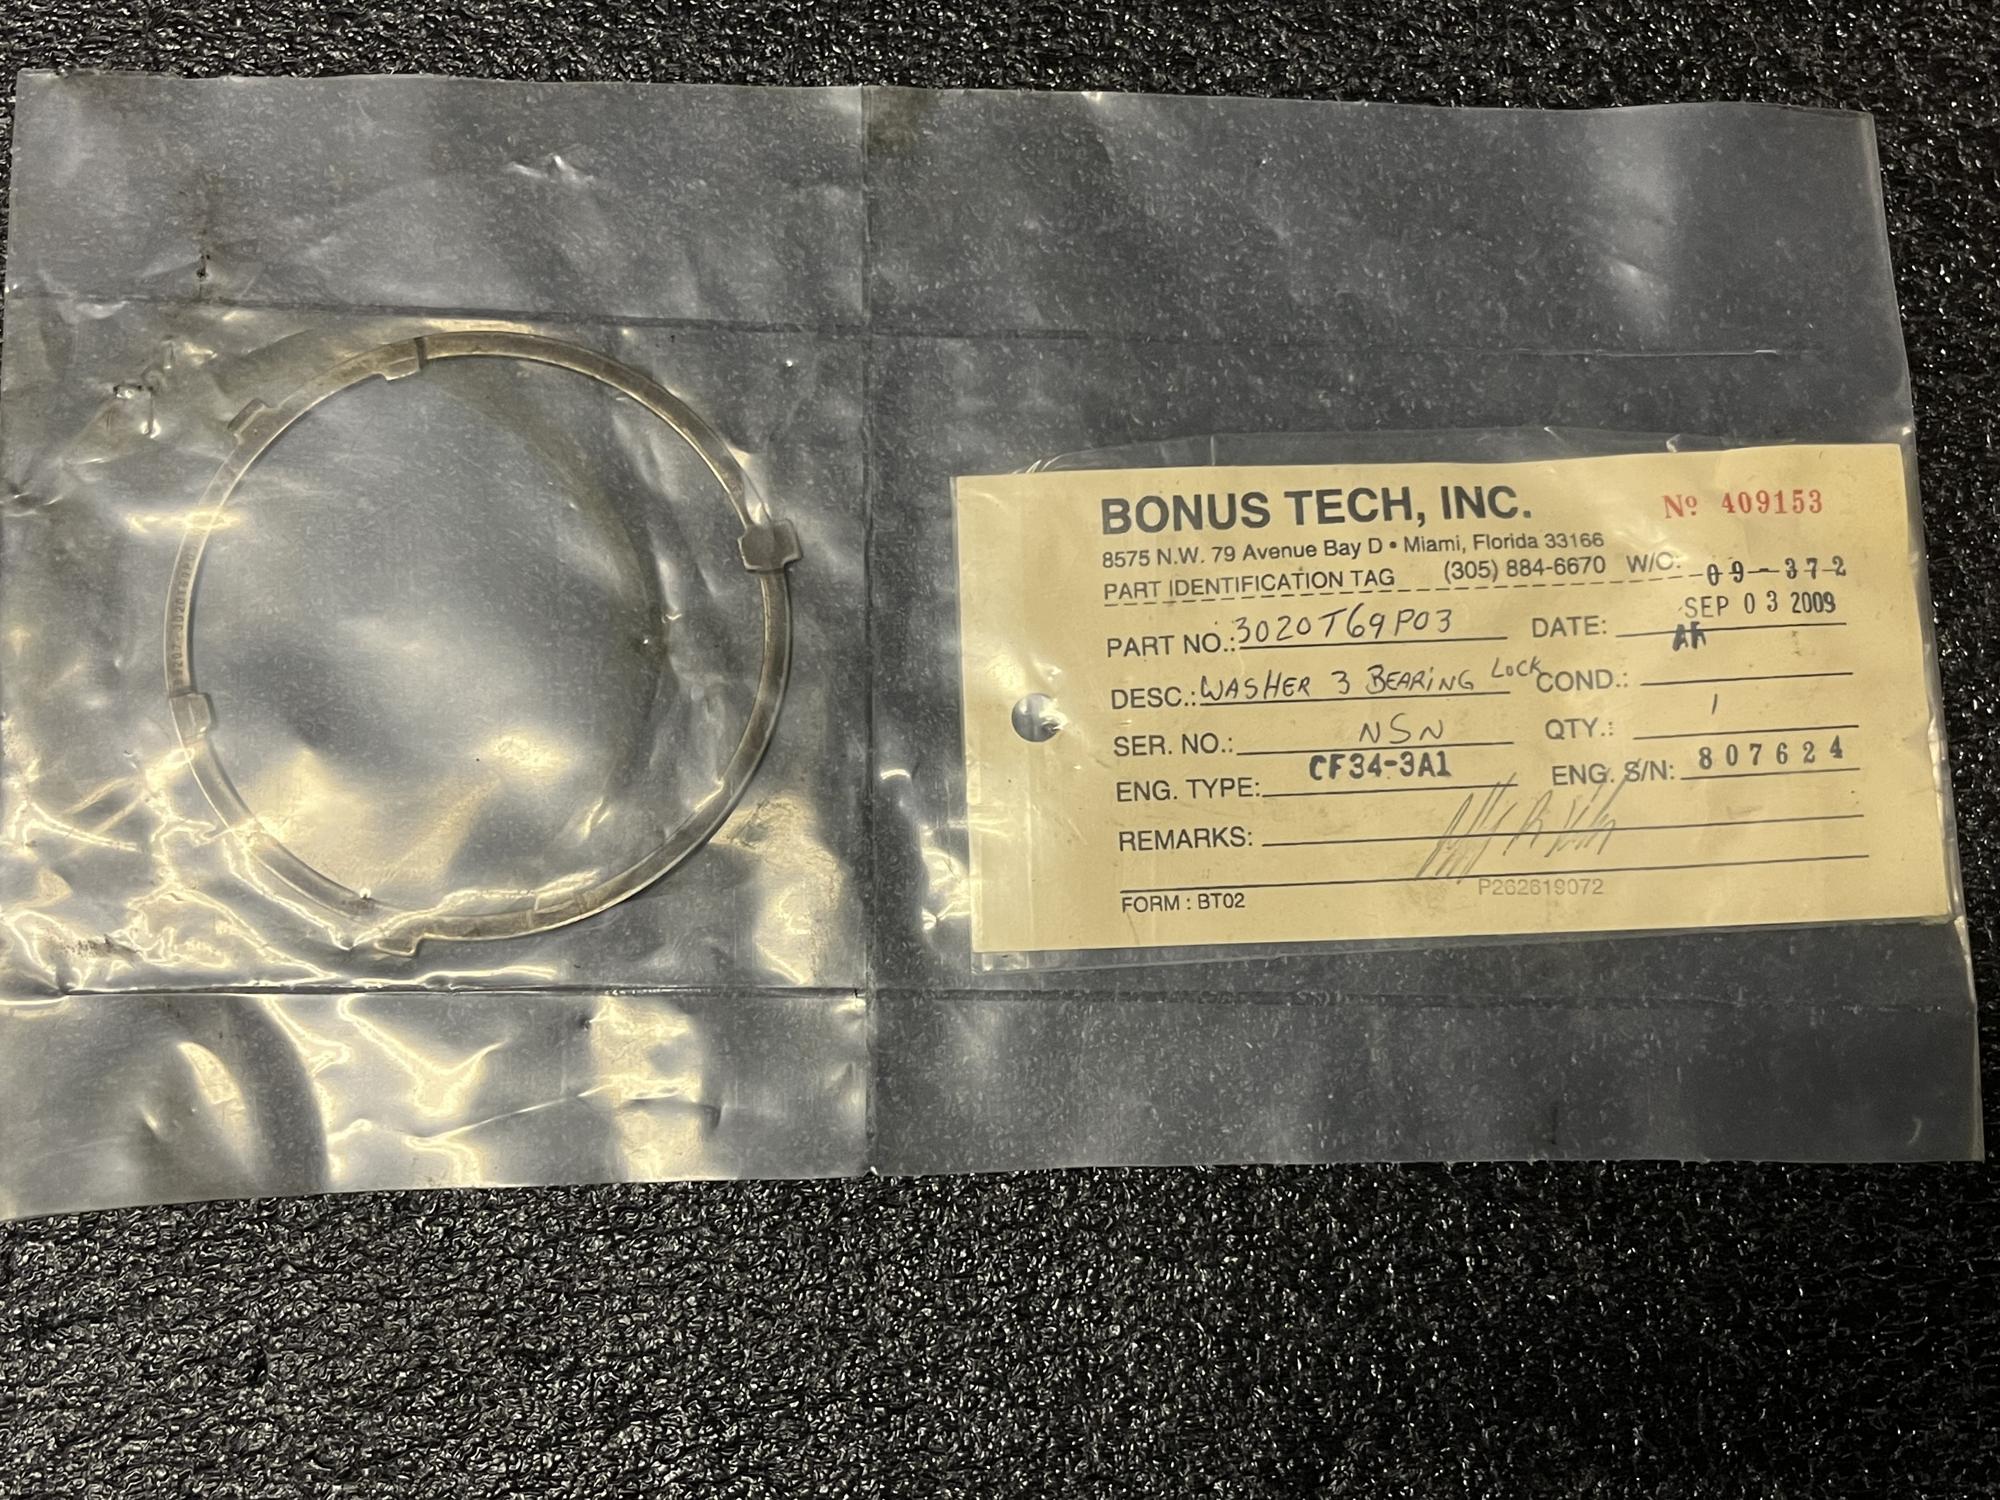 BONUS TECH, INC. Nº 409153
8575 N.W. 79 Avenue Bay D • Miami, Florida 33166
PART IDENTIFICATION TAG (305) 884-6670 W/O: 09-372
PART NO.: 3020T69P03 DATE: SEP 03 2009
DESC.: WASHER 3 BEARING LOCK COND.: AR
SER. NO.: NSN QTY.: 1
ENG. TYPE: CF34-3A1 ENG. S/N: 807624
REMARKS:
P262619072
FORM : BT02